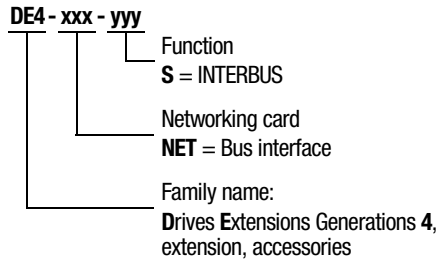 DE4 - xxx - yyy
Function
S = INTERBUS
Networking card
NET = Bus interface
Family name:
Drives Extensions Generations 4,
extension, accessories